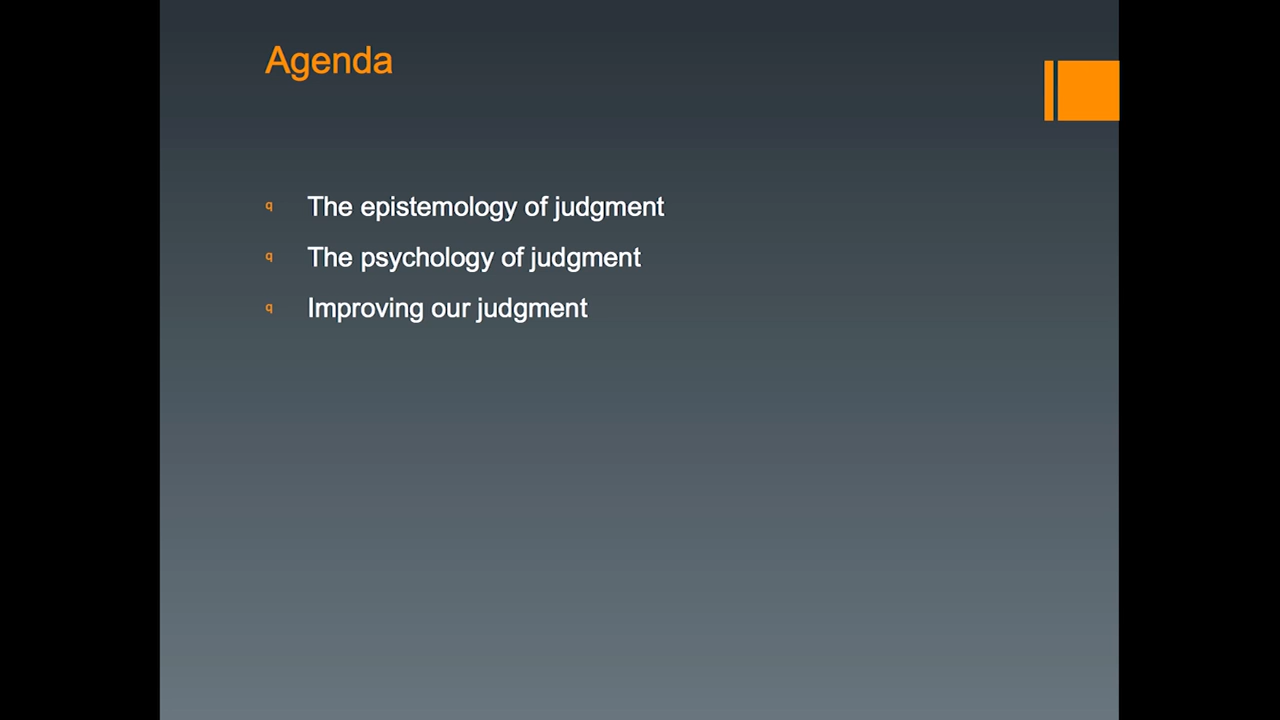 Agenda
q The epistemology of judgment
q The psychology of judgment
q Improving our judgment